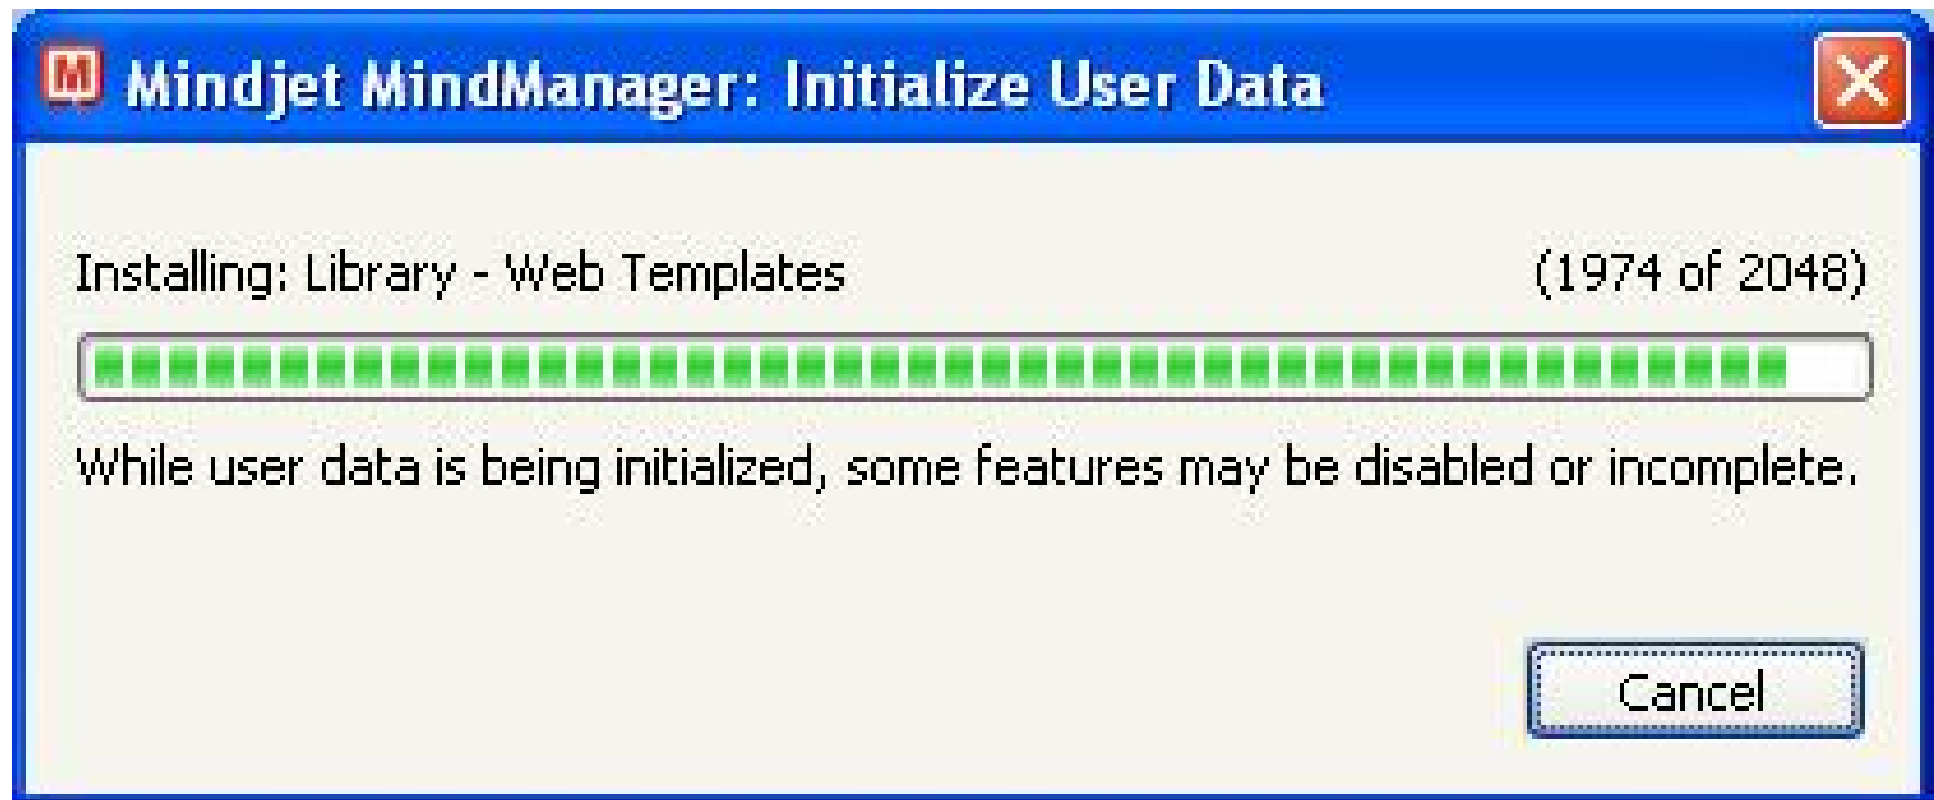 Mindjet MindManager: Initialize User Data
Installing: Library - Web Templates (1974 of 2048)
While user data is being initialized, some features may be disabled or incomplete.
Cancel